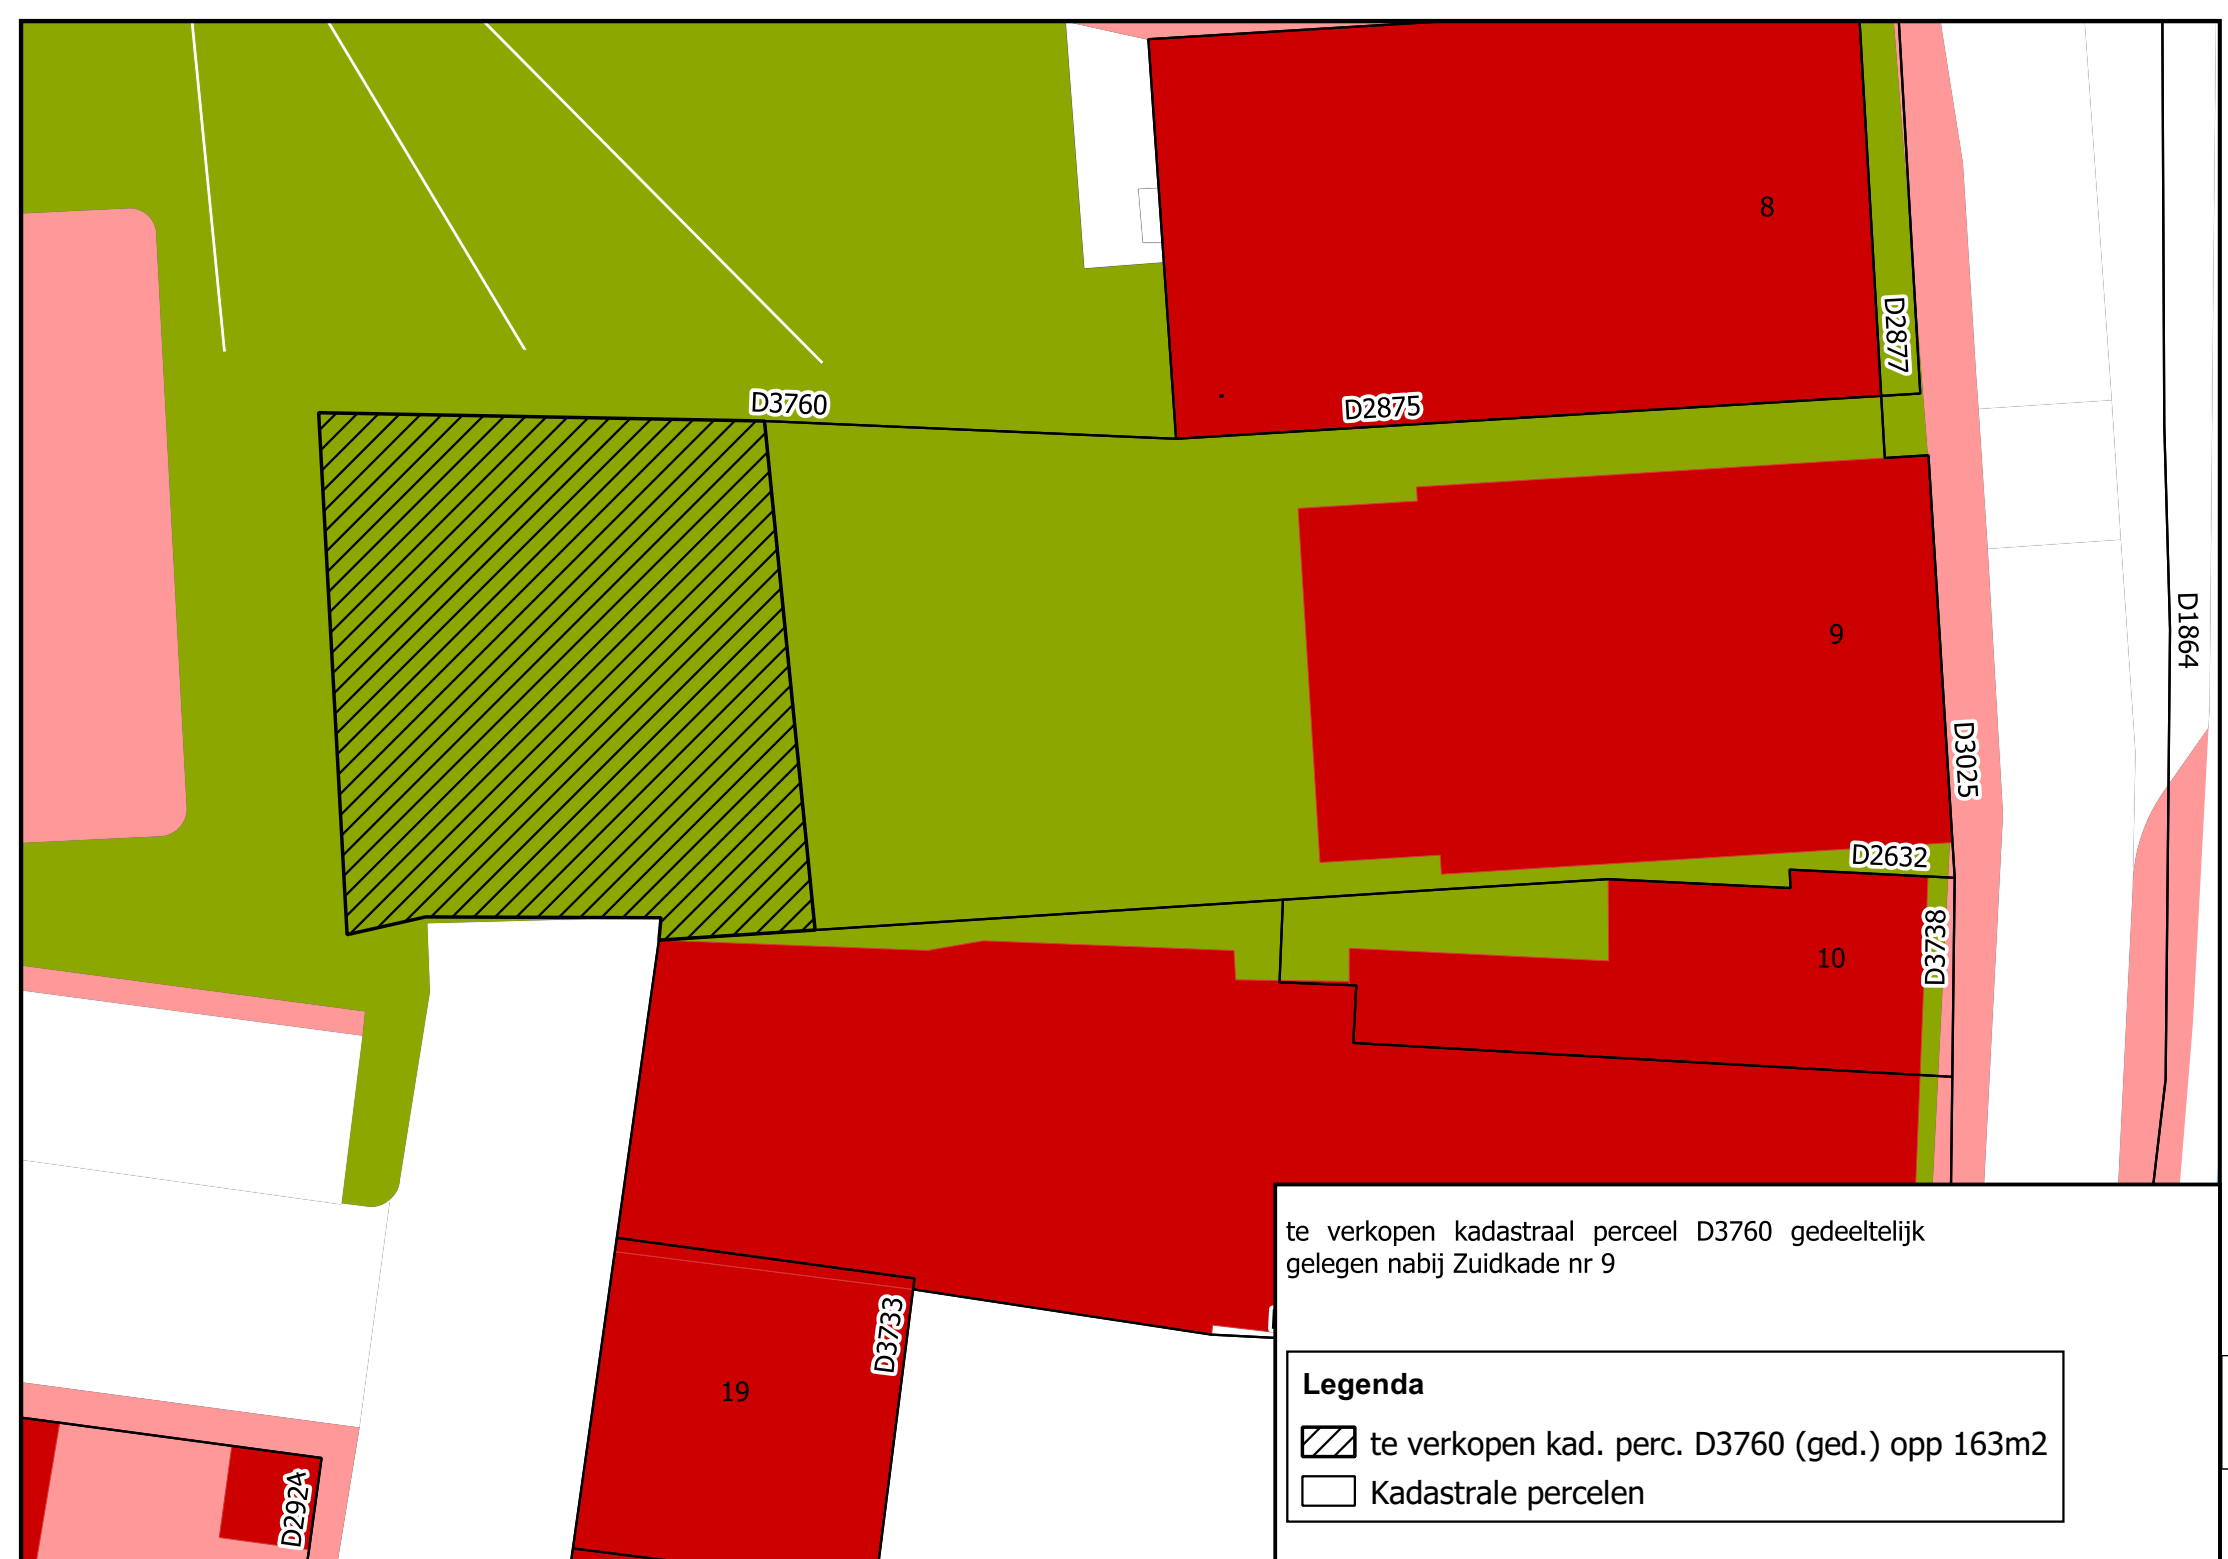 8
D2877
D3760
D2875
D1864
9
D3025
D2632
D3738
10
te verkopen kadastraal perceel D3760 gedeeltelijk
gelegen nabij Zuidkade nr 9
D3733
19
D2924
Legenda
te verkopen kad. perc. D3760 (ged.) opp 163m2
Kadastrale percelen